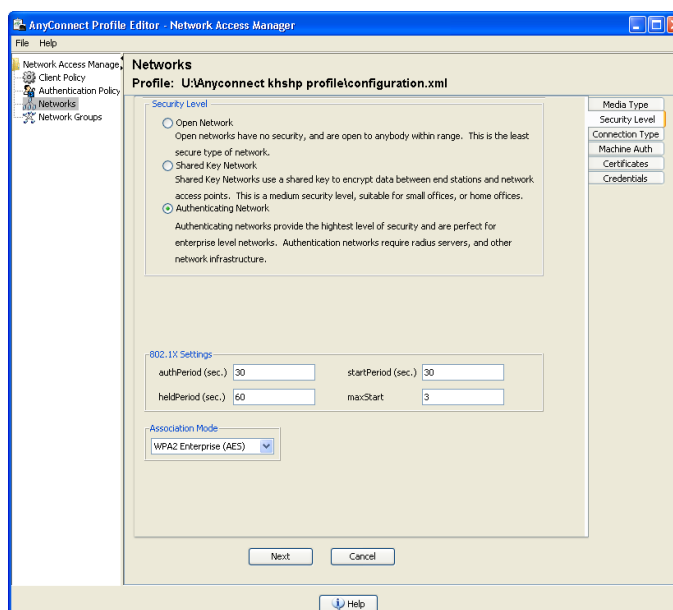 AnyConnect Profile Editor - Network Access Manager
File Help
Network Access Manage
Client Policy
Authentication Policy
Networks
Network Groups
Networks
Profile: U:\Anyconnect khshp profile\configuration.xml
Security Level
Open Network
Open networks have no security, and are open to anybody within range. This is the least
secure type of network.
Shared Key Network
Shared Key Networks use a shared key to encrypt data between end stations and network
access points. This is a medium security level, suitable for small offices, or home offices.
Authenticating Network
Authenticating networks provide the highest level of security and are perfect for
enterprise level networks. Authentication networks require radius servers, and other
network infrastructure.
802.1X Settings
authPeriod (sec.) 30 startPeriod (sec.) 30
heldPeriod (sec.) 60 maxStart 3
Association Mode
WPA2 Enterprise (AES)
Next Cancel
Media Type
Security Level
Connection Type
Machine Auth
Certificates
Credentials
Help